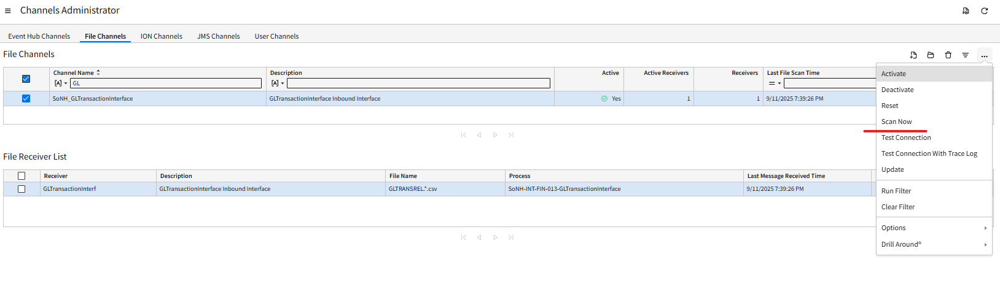 Channels Administrator
PDF
Event Hub Channels File Channels ION Channels JMS Channels User Channels
File Channels
Channel Name Description Active Active Receivers Receivers Last File Scan Time
[A] GL [A] =
SoNH_GLTransactionInterface GLTransactionInterface Inbound Interface Yes 1 1 9/11/2025 7:39:26 PM
Activate
Deactivate
Reset
Scan Now
Test Connection
Test Connection With Trace Log
Update
Run Filter
Clear Filter
Options
Drill Around®
File Receiver List
Receiver Description File Name Process Last Message Received Time
GLTransactionInterf GLTransactionInterface Inbound Interface GLTRANSREL.*.csv SoNH-INT-FIN-013-GLTransactionInterface 9/11/2025 7:39:26 PM